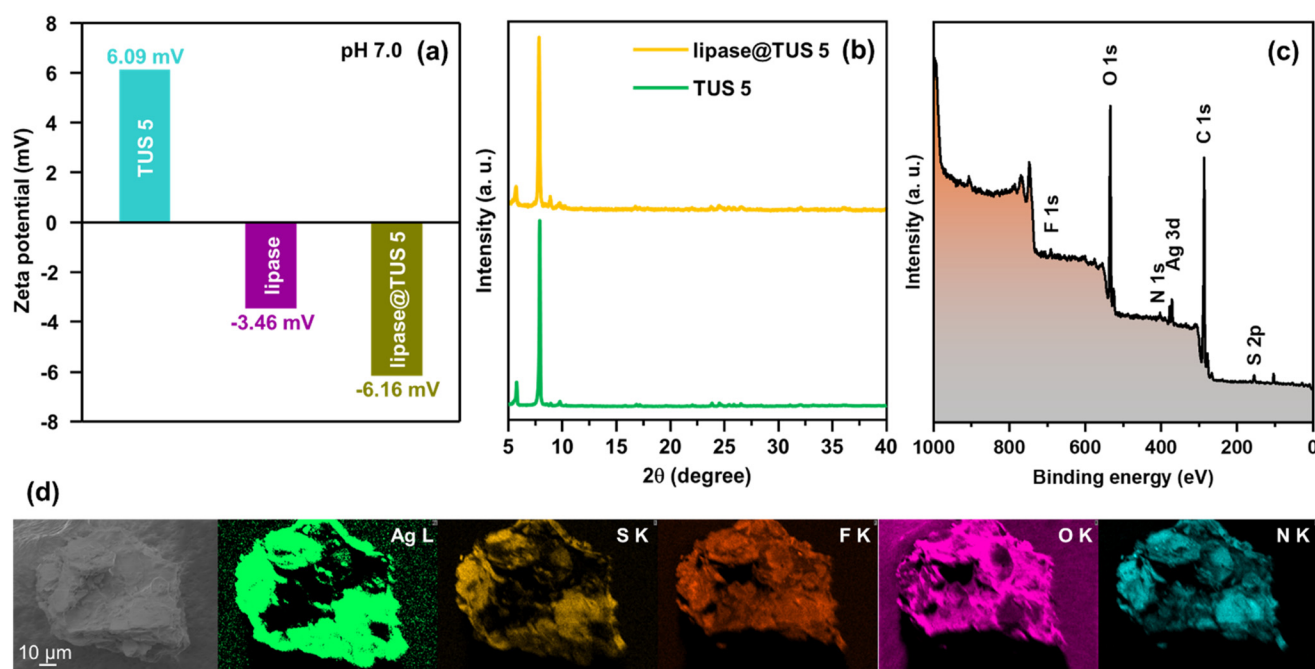 (a)
pH 7.0
Zeta potential (mV)
8
6
4
2
0
-2
-4
-6
-8
6.09 mV
TUS 5
lipase
-3.46 mV
lipase@TUS 5
-6.16 mV
(b)
lipase@TUS 5
TUS 5
Intensity (a. u.)
5 10 15 20 25 30 35 40
2θ (degree)
(c)
Intensity (a. u.)
F 1s
O 1s
N 1s
Ag 3d
C 1s
S 2p
1000 800 600 400 200 0
Binding energy (eV)
(d)
10 µm
Ag L
S K
F K
O K
N K